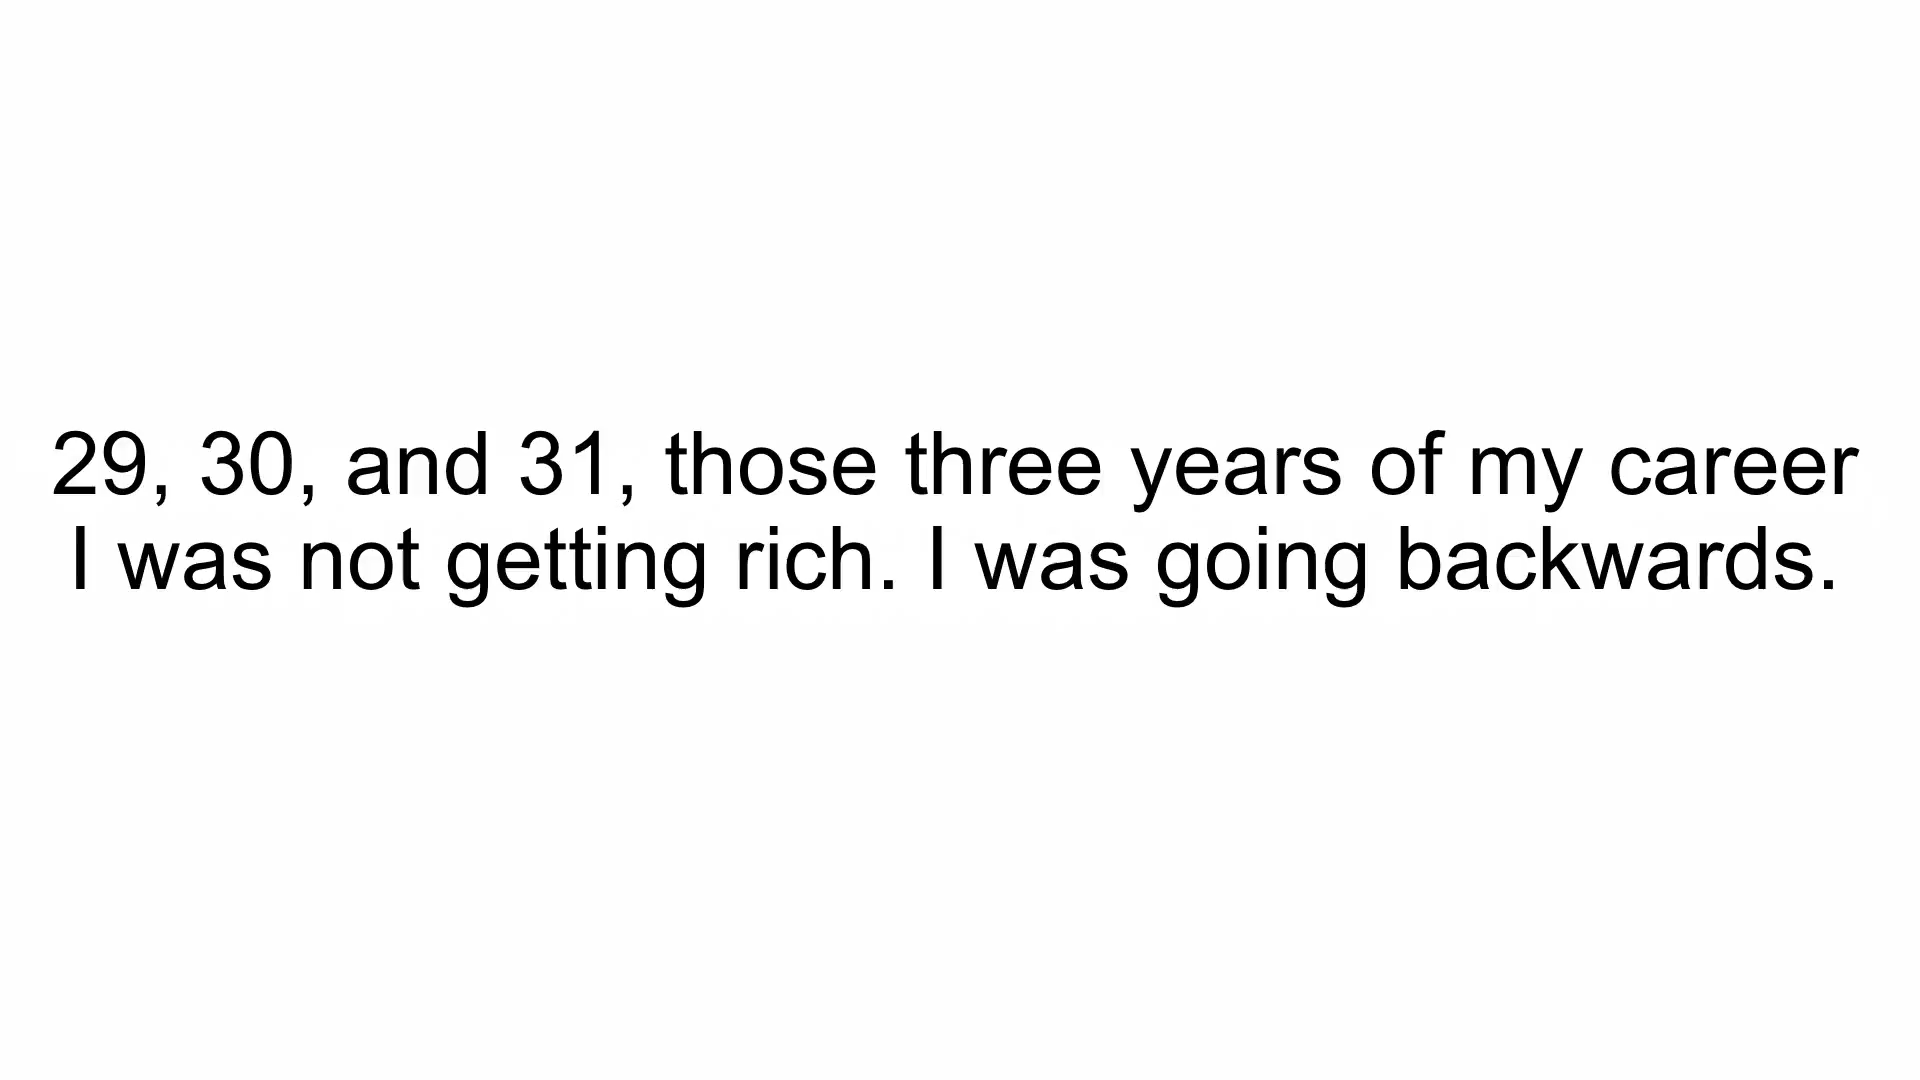 29, 30, and 31, those three years of my career
I was not getting rich. I was going backwards.